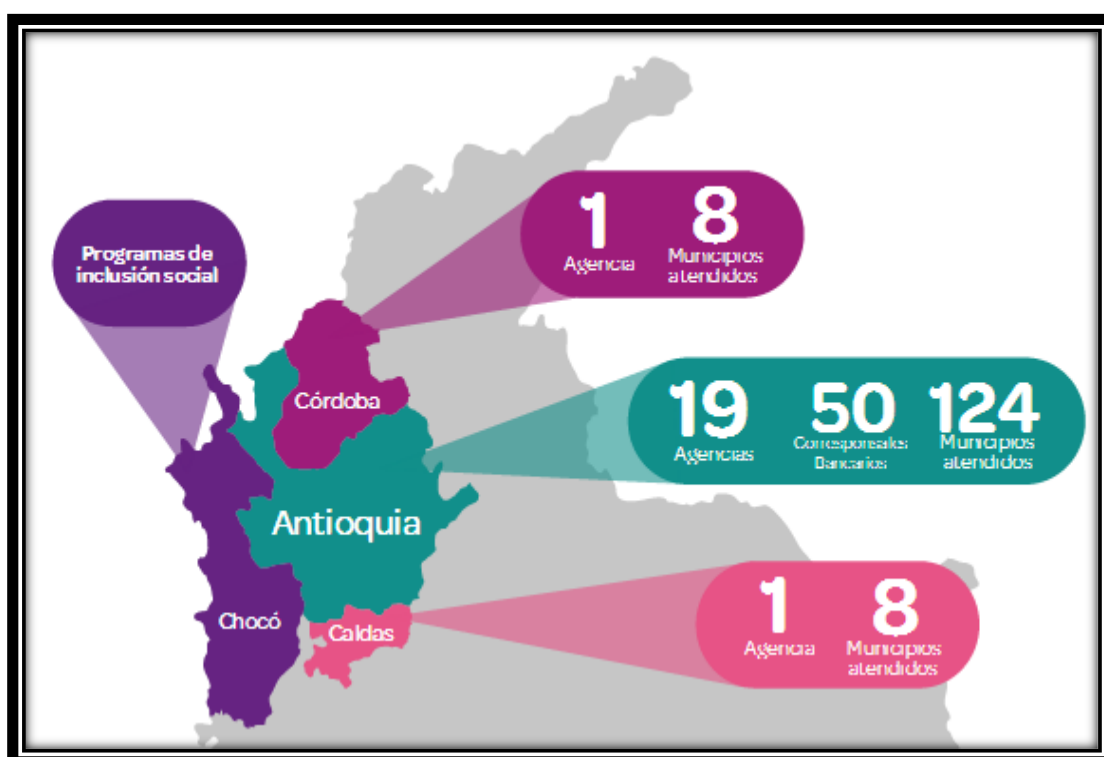 Programas de
inclusión social
1
Agencia
8
Municipios
atendidos
Córdoba
19
Agencias
50
Corresponsales
Bancarios
124
Municipios
atendidos
Antioquia
Chocó
Caldas
1
Agencia
8
Municipios
atendidos